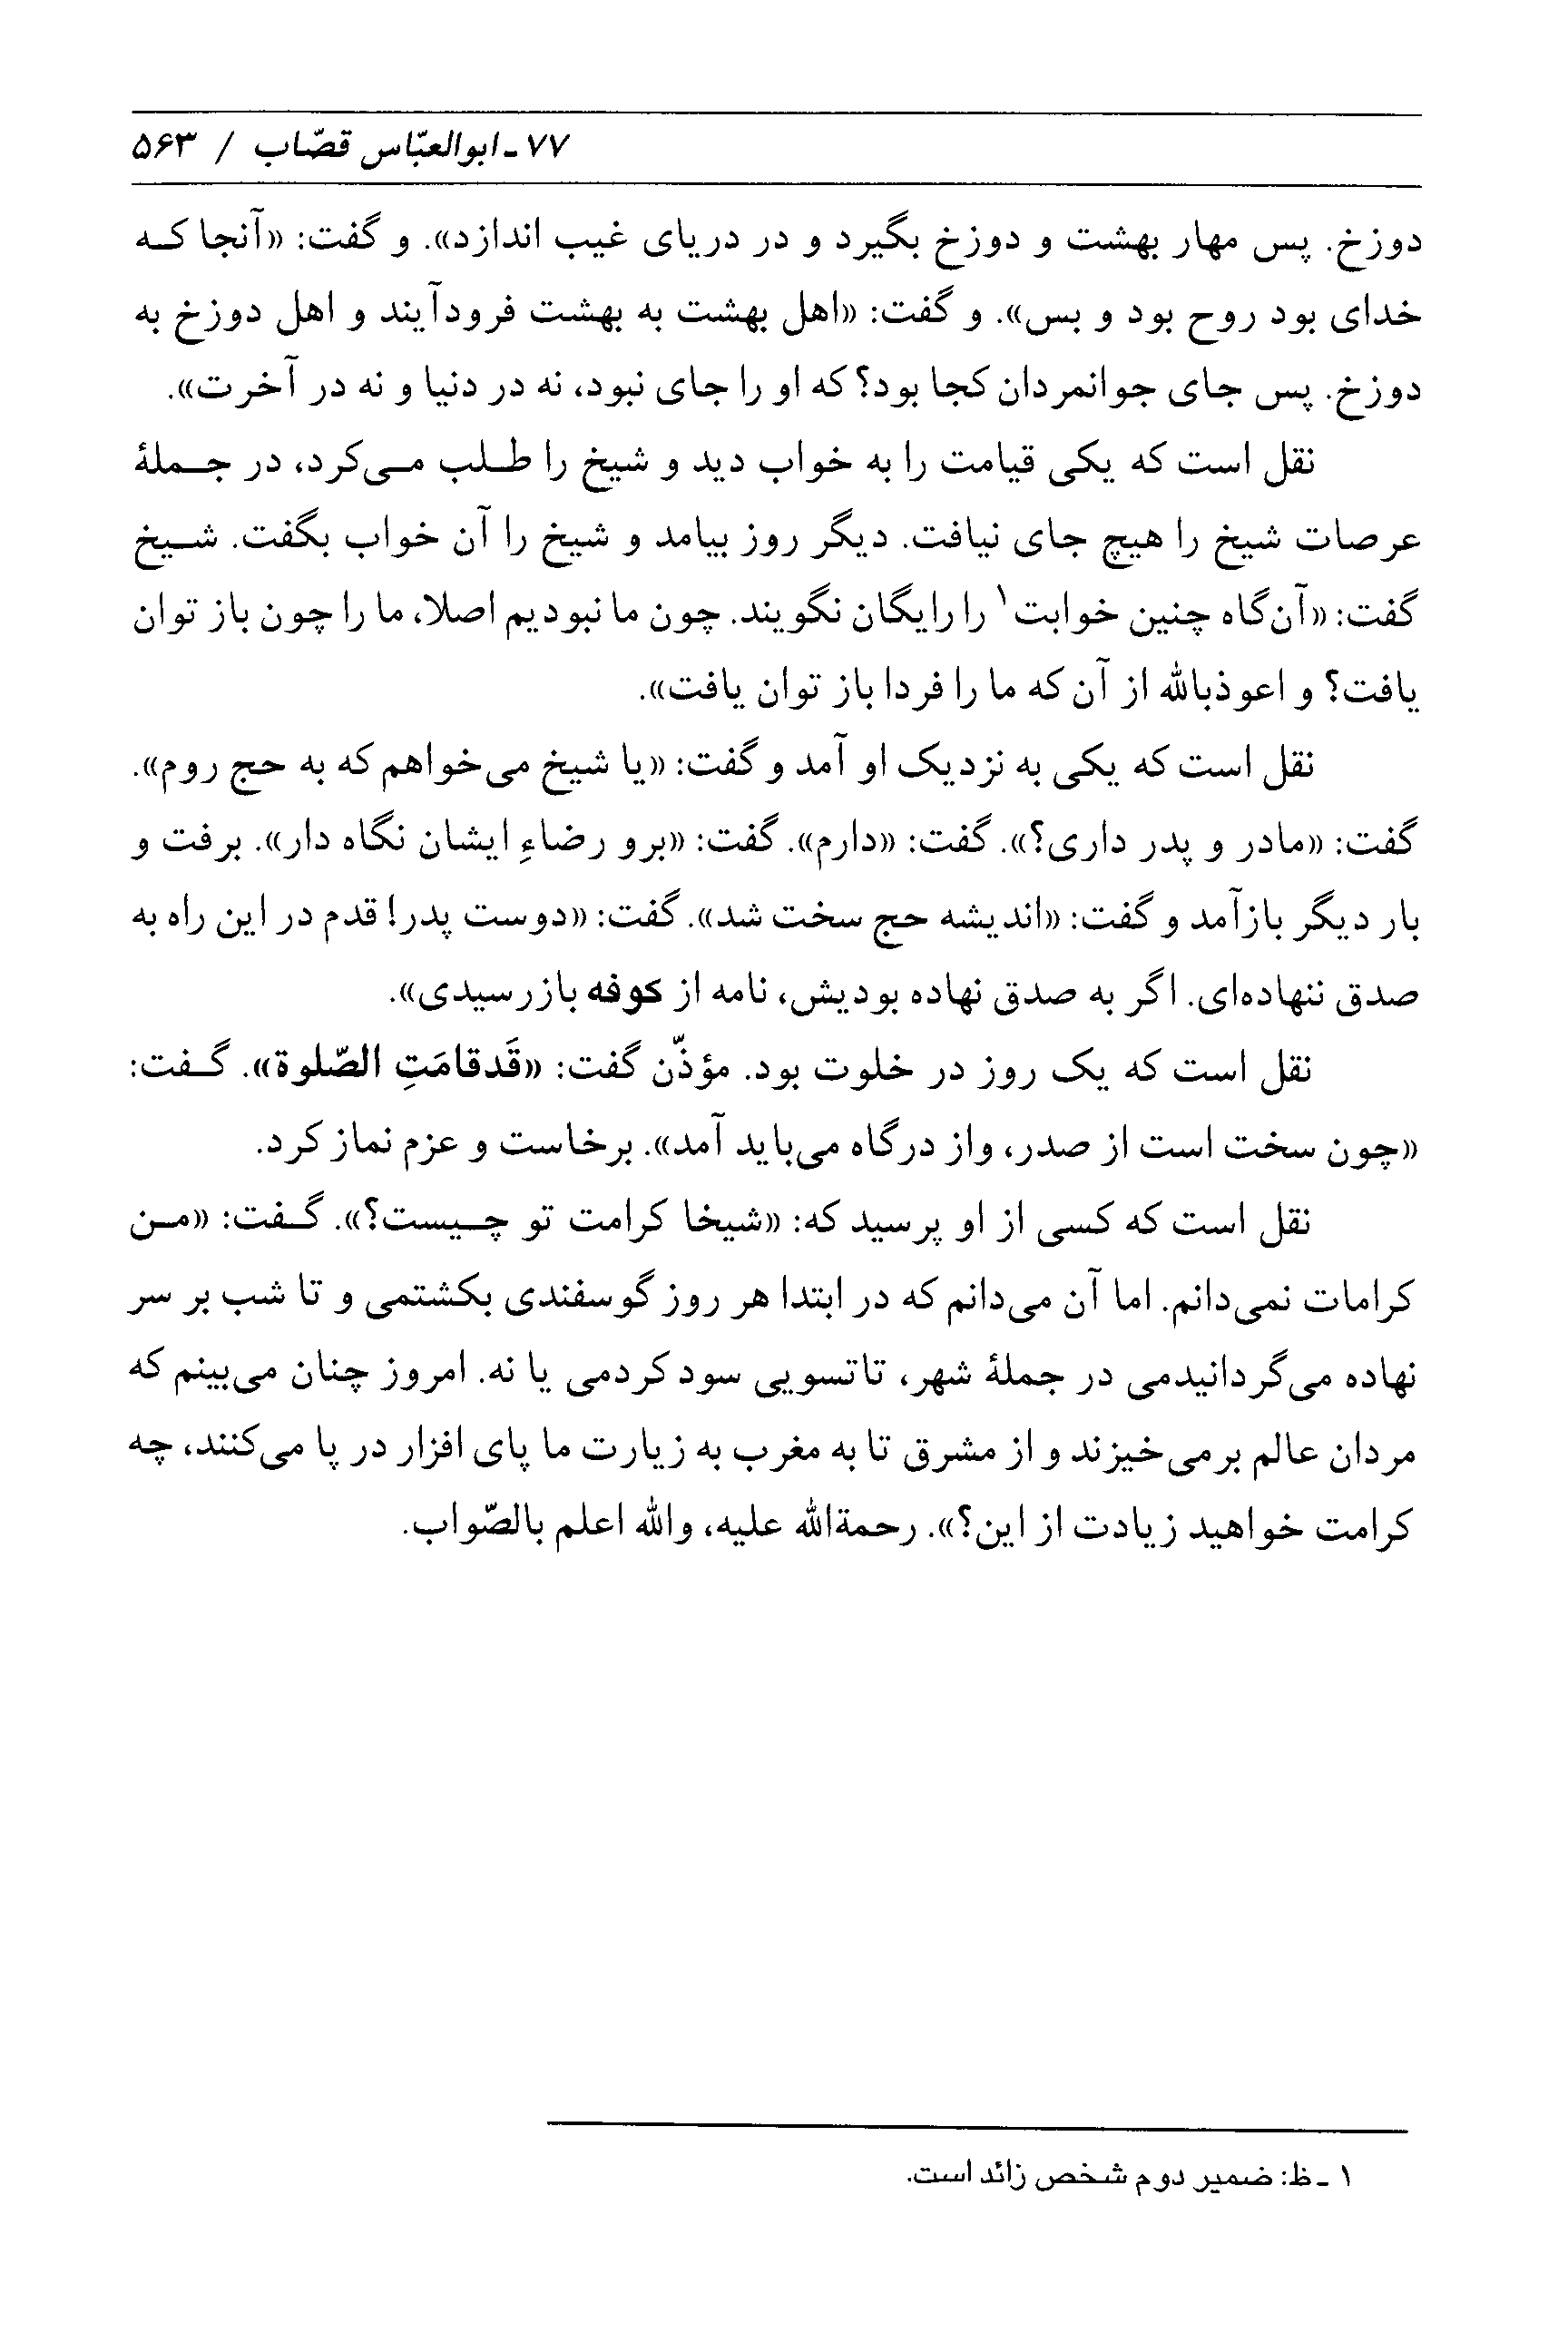 ۷۷ ـ ابوالعبّاس قصّاب / ۵۶۳
دوزخ. پس مهار بهشت و دوزخ بگیرد و در دریای غیب اندازد». و گفت: «آنجا که
خدای بود روح بود و بس». و گفت: «اهل بهشت به بهشت فرودآیند و اهل دوزخ به
دوزخ. پس جای جوانمردان کجا بود؟ که او را جای نبود، نه در دنیا و نه در آخرت».
نقل است که یکی قیامت را به خواب دید و شیخ را طلب می‌کرد، در جملهٔ
عرصات شیخ را هیچ جای نیافت. دیگر روز بیامد و شیخ را آن خواب بگفت. شیخ
گفت: «آن‌گاه چنین خوابت۱ را رایگان نگویند. چون ما نبودیم اصلا، ما را چون باز توان
یافت؟ و اعوذبالله از آن که ما را فردا باز توان یافت».
نقل است که یکی به نزدیک او آمد و گفت: «یا شیخ می‌خواهم که به حج روم».
گفت: «مادر و پدر داری؟». گفت: «دارم». گفت: «برو رضاءِ ایشان نگاه دار». برفت و
بار دیگر بازآمد و گفت: «اندیشه حج سخت شد». گفت: «دوست پدر! قدم در این راه به
صدق ننهاده‌ای. اگر به صدق نهاده بودیش، نامه از کوفه بازرسیدی».
نقل است که یک روز در خلوت بود. مؤذّن گفت: «قَدقامَتِ الصّلوة». گفت:
«چون سخت است از صدر، واز درگاه می‌باید آمد». برخاست و عزم نماز کرد.
نقل است که کسی از او پرسید که: «شیخا کرامت تو چیست؟». گفت: «من
کرامات نمی‌دانم. اما آن می‌دانم که در ابتدا هر روز گوسفندی بکشتمی و تا شب بر سر
نهاده می‌گردانیدمی در جملهٔ شهر، تاتسویی سود کردمی یا نه. امروز چنان می‌بینم که
مردان عالم برمی‌خیزند و از مشرق تا به مغرب به زیارت ما پای افزار در پا می‌کنند، چه
کرامت خواهید زیادت از این؟». رحمةالله علیه، والله اعلم بالصّواب.
۱ ـ ظ: ضمیر دوم شخص زائد است.